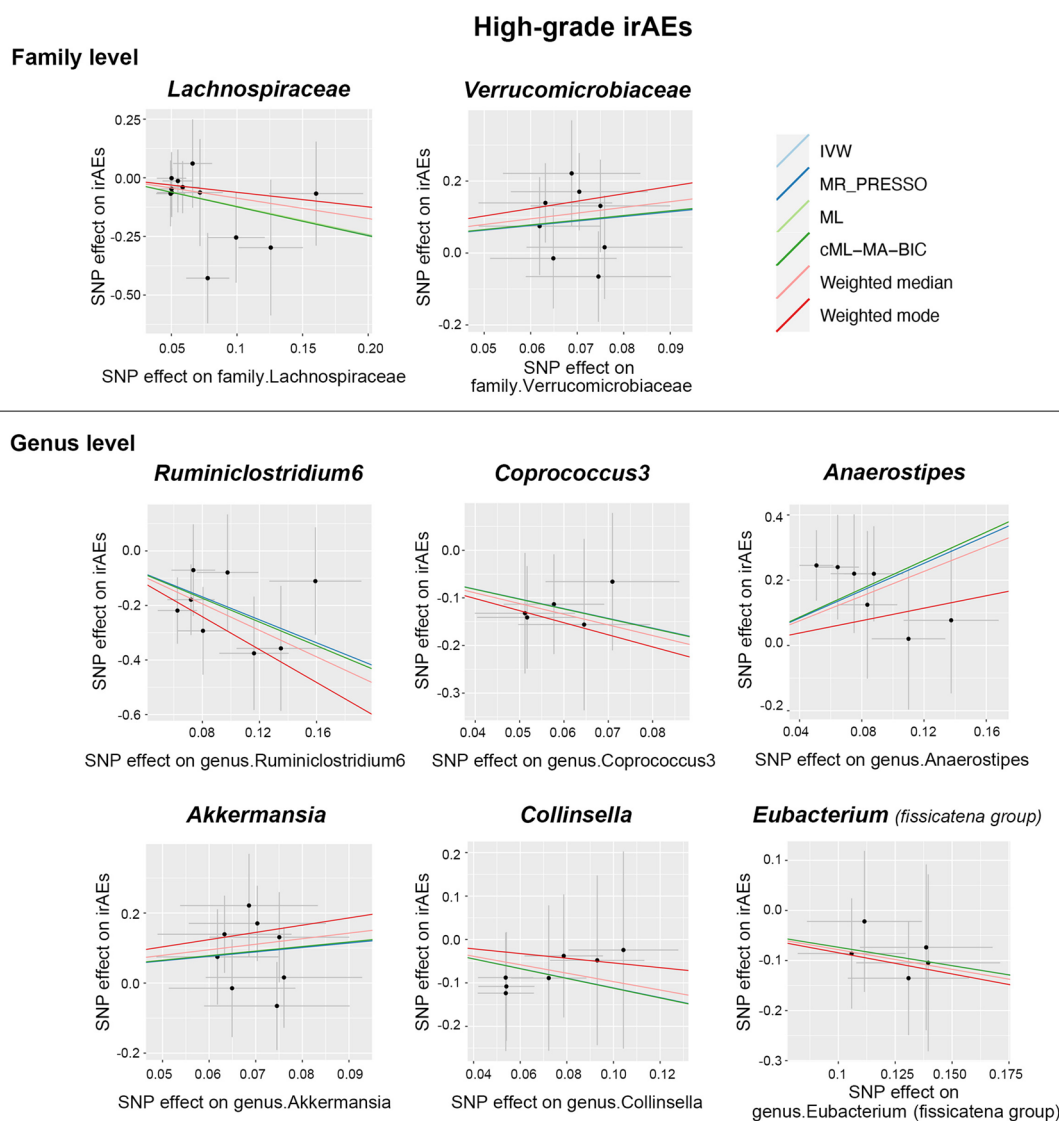 High-grade irAEs
Family level
Lachnospiraceae
SNP effect on irAEs
0.25
0.00
-0.25
-0.50
0.05
0.1
0.15
0.20
SNP effect on family.Lachnospiraceae
Verrucomicrobiaceae
SNP effect on irAEs
0.2
0.0
-0.2
0.05
0.06
0.07
0.08
0.09
SNP effect on
family.Verrucomicrobiaceae
IVW
MR_PRESSO
ML
cML-MA-BIC
Weighted median
Weighted mode
Genus level
Ruminiclostridium6
SNP effect on irAEs
0.0
-0.2
-0.4
-0.6
0.08
0.12
0.16
SNP effect on genus.Ruminiclostridium6
Coprococcus3
SNP effect on irAEs
0.0
-0.1
-0.2
-0.3
0.04
0.05
0.06
0.07
0.08
SNP effect on genus.Coprococcus3
Anaerostipes
SNP effect on irAEs
0.4
0.2
0.0
-0.2
0.04
0.08
0.12
0.16
SNP effect on genus.Anaerostipes
Akkermansia
SNP effect on irAEs
0.2
0.0
-0.2
0.05
0.06
0.07
0.08
0.09
SNP effect on genus.Akkermansia
Collinsella
SNP effect on irAEs
0.2
0.1
-0.0
-0.1
-0.2
0.04
0.06
0.08
0.10
0.12
SNP effect on genus.Collinsella
Eubacterium (fissicatena group)
SNP effect on irAEs
0.1
0.0
-0.1
-0.2
-0.3
0.1
0.125
0.150
0.175
SNP effect on
genus.Eubacterium (fissicatena group)